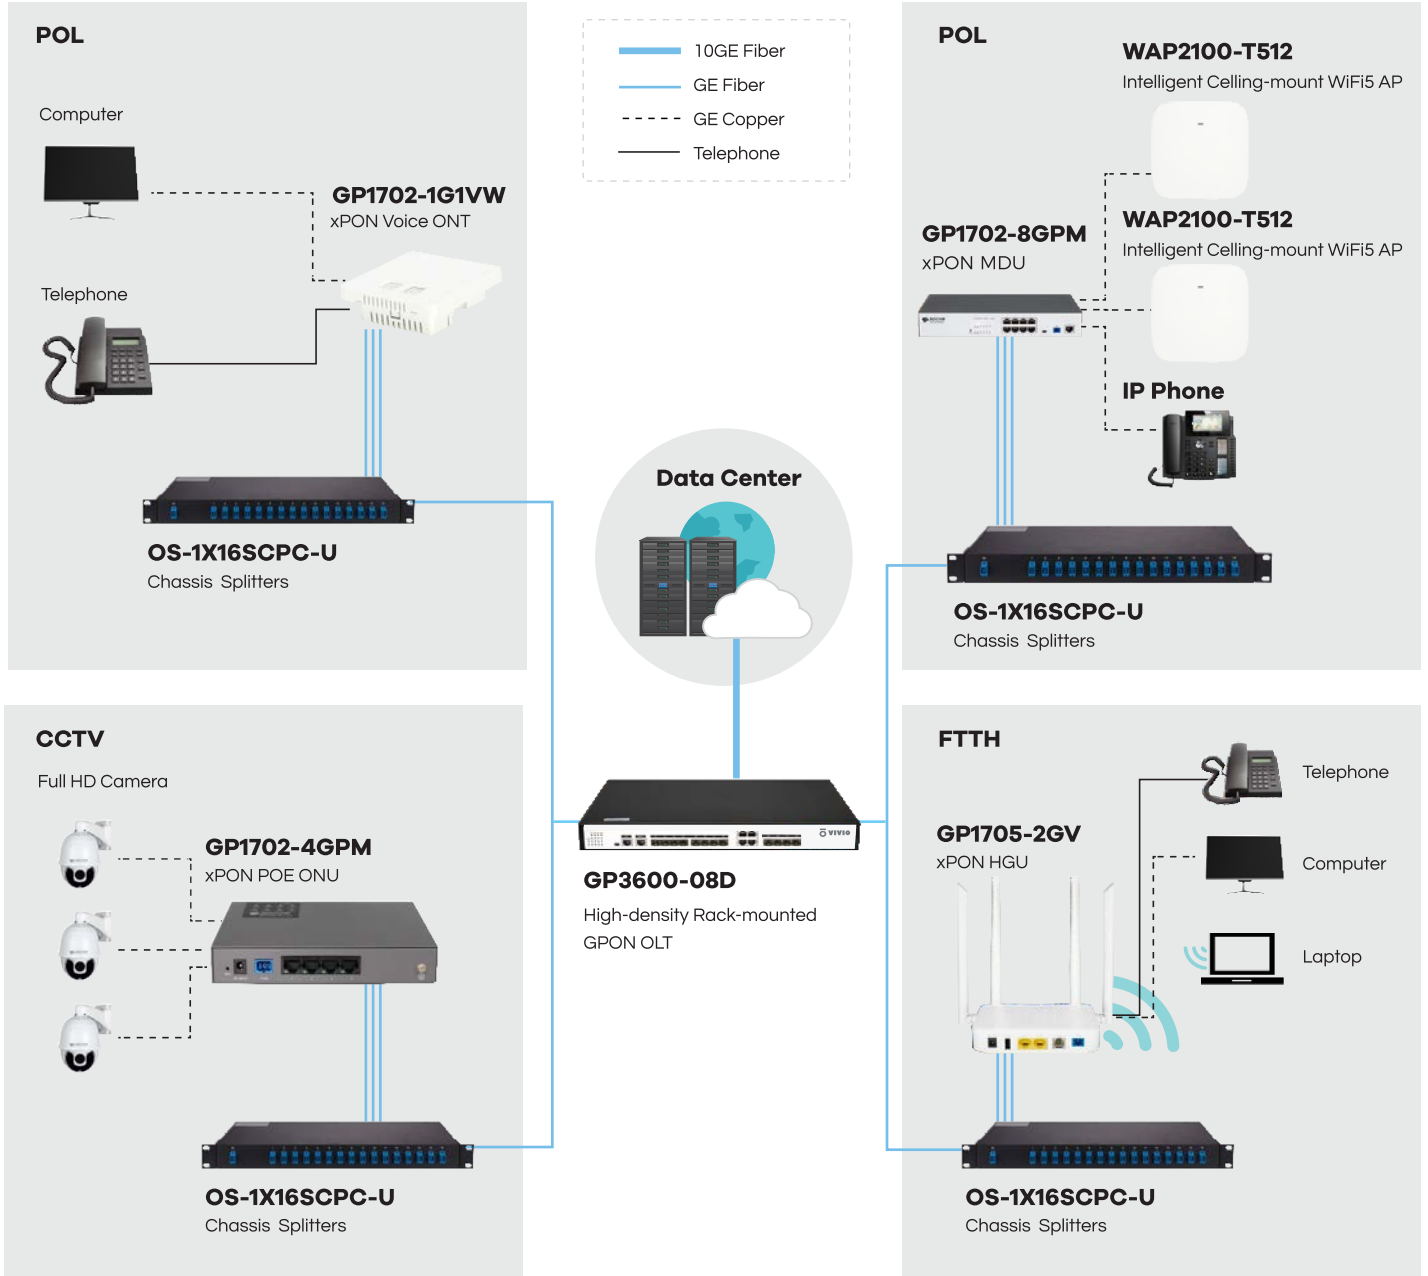 POL
Computer
GP1702-1G1VW
xPON Voice ONT
Telephone
OS-1X16SCPC-U
Chassis Splitters
10GE Fiber
GE Fiber
GE Copper
Telephone
POL
WAP2100-T512
Intelligent Celling-mount WiFi5 AP
GP1702-8GPM
xPON MDU
WAP2100-T512
Intelligent Celling-mount WiFi5 AP
IP Phone
OS-1X16SCPC-U
Chassis Splitters
Data Center
VIVIO
GP3600-08D
High-density Rack-mounted
GPON OLT
CCTV
Full HD Camera
GP1702-4GPM
xPON POE ONU
OS-1X16SCPC-U
Chassis Splitters
FTTH
Telephone
GP1705-2GV
xPON HGU
Computer
Laptop
OS-1X16SCPC-U
Chassis Splitters